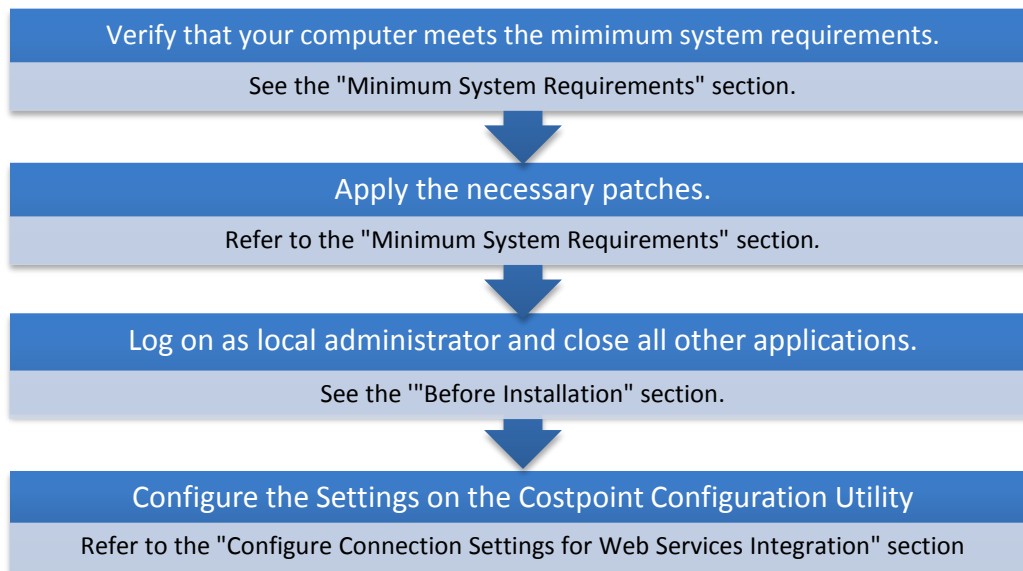 Verify that your computer meets the mimimum system requirements.
See the "Minimum System Requirements" section.
Apply the necessary patches.
Refer to the "Minimum System Requirements" section.
Log on as local administrator and close all other applications.
See the '"Before Installation" section.
Configure the Settings on the Costpoint Configuration Utility
Refer to the "Configure Connection Settings for Web Services Integration" section